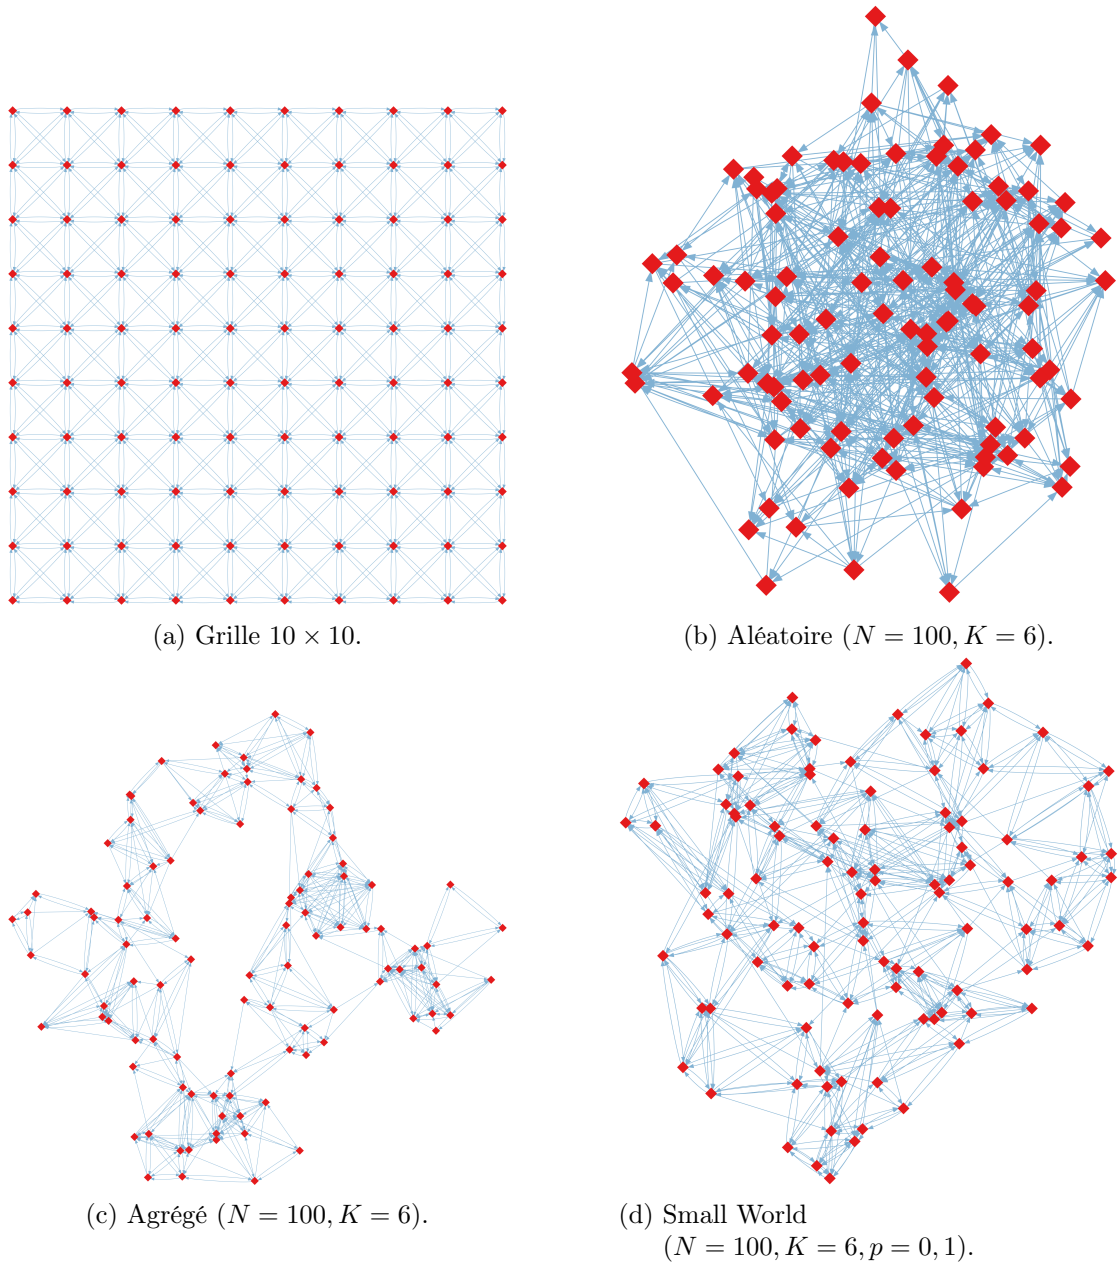 (a) Grille 10 × 10.
(b) Aléatoire (N = 100, K = 6).
(c) Agrégé (N = 100, K = 6).
(d) Small World
(N = 100, K = 6, p = 0, 1).